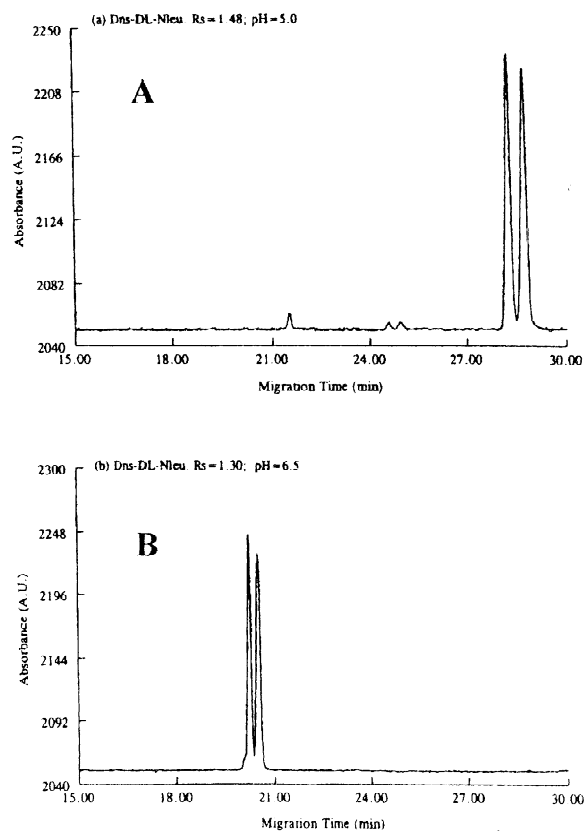 (a) Dns-DL-Nleu. Rs=1.48; pH=5.0
A
2250
2208
2166
2124
2082
2040
Absorbance (A.U.)
15.00 18.00 21.00 24.00 27.00 30.00
Migration Time (min)
(b) Dns-DL-Nleu. Rs=1.30; pH=6.5
B
2300
2248
2196
2144
2092
2040
Absorbance (A.U.)
15.00 18.00 21.00 24.00 27.00 30.00
Migration Time (min)